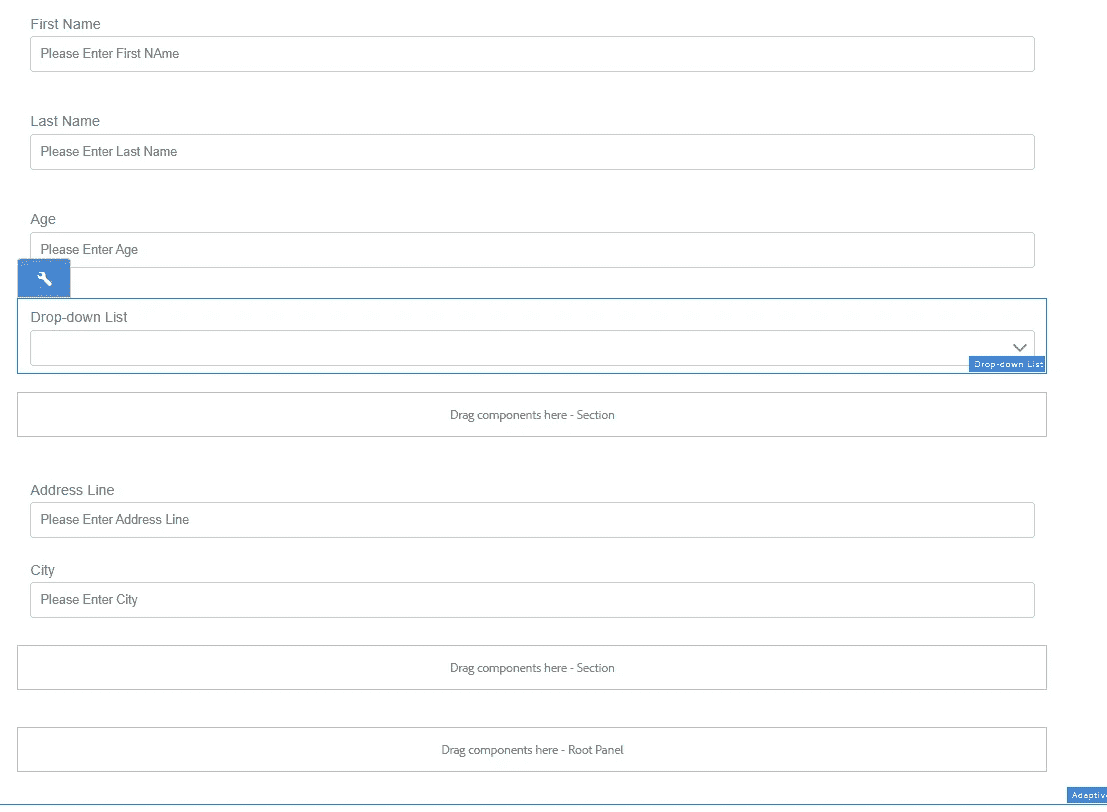 First Name
Please Enter First NAme
Last Name
Please Enter Last Name
Age
Please Enter Age
Drop-down List
Drop-down List
Drag components here - Section
Address Line
Please Enter Address Line
City
Please Enter City
Drag components here - Section
Drag components here - Root Panel
Adaptive